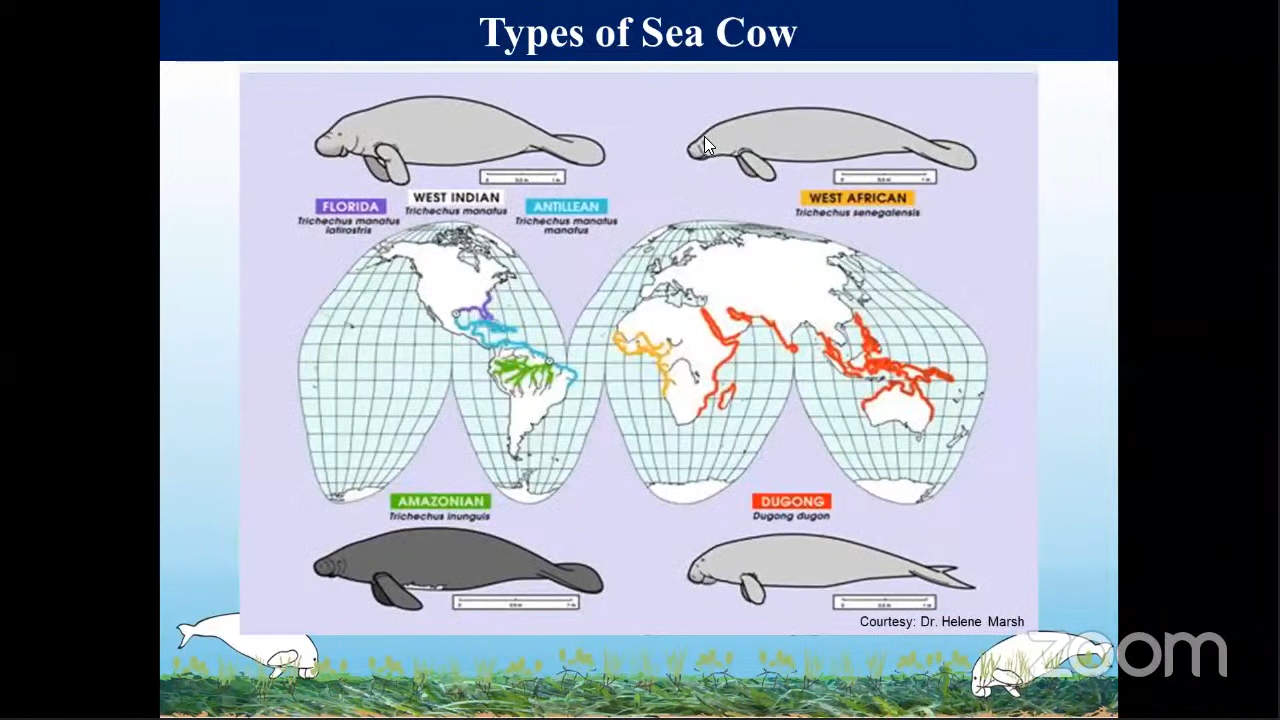 Types of Sea Cow
FLORIDA
Trichechus manatus
latirostris
WEST INDIAN
Trichechus manatus
ANTILLEAN
Trichechus manatus
manatus
WEST AFRICAN
Trichechus senegalensis
AMAZONIAN
Trichechus inunguis
DUGONG
Dugong dugon
Courtesy: Dr. Helene Marsh
zoom